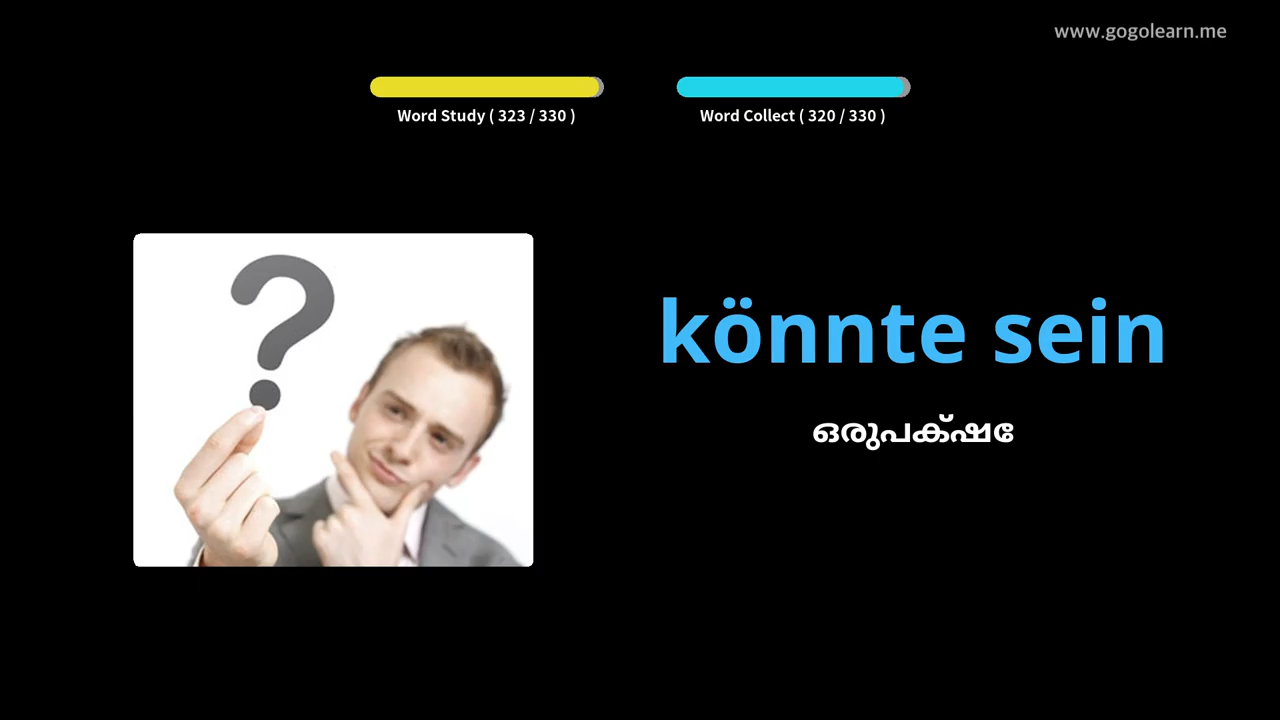 www.gogolearn.me
Word Study ( 323 / 330 )
Word Collect ( 320 / 330 )
könnte sein
ഒരുപക്ഷേ